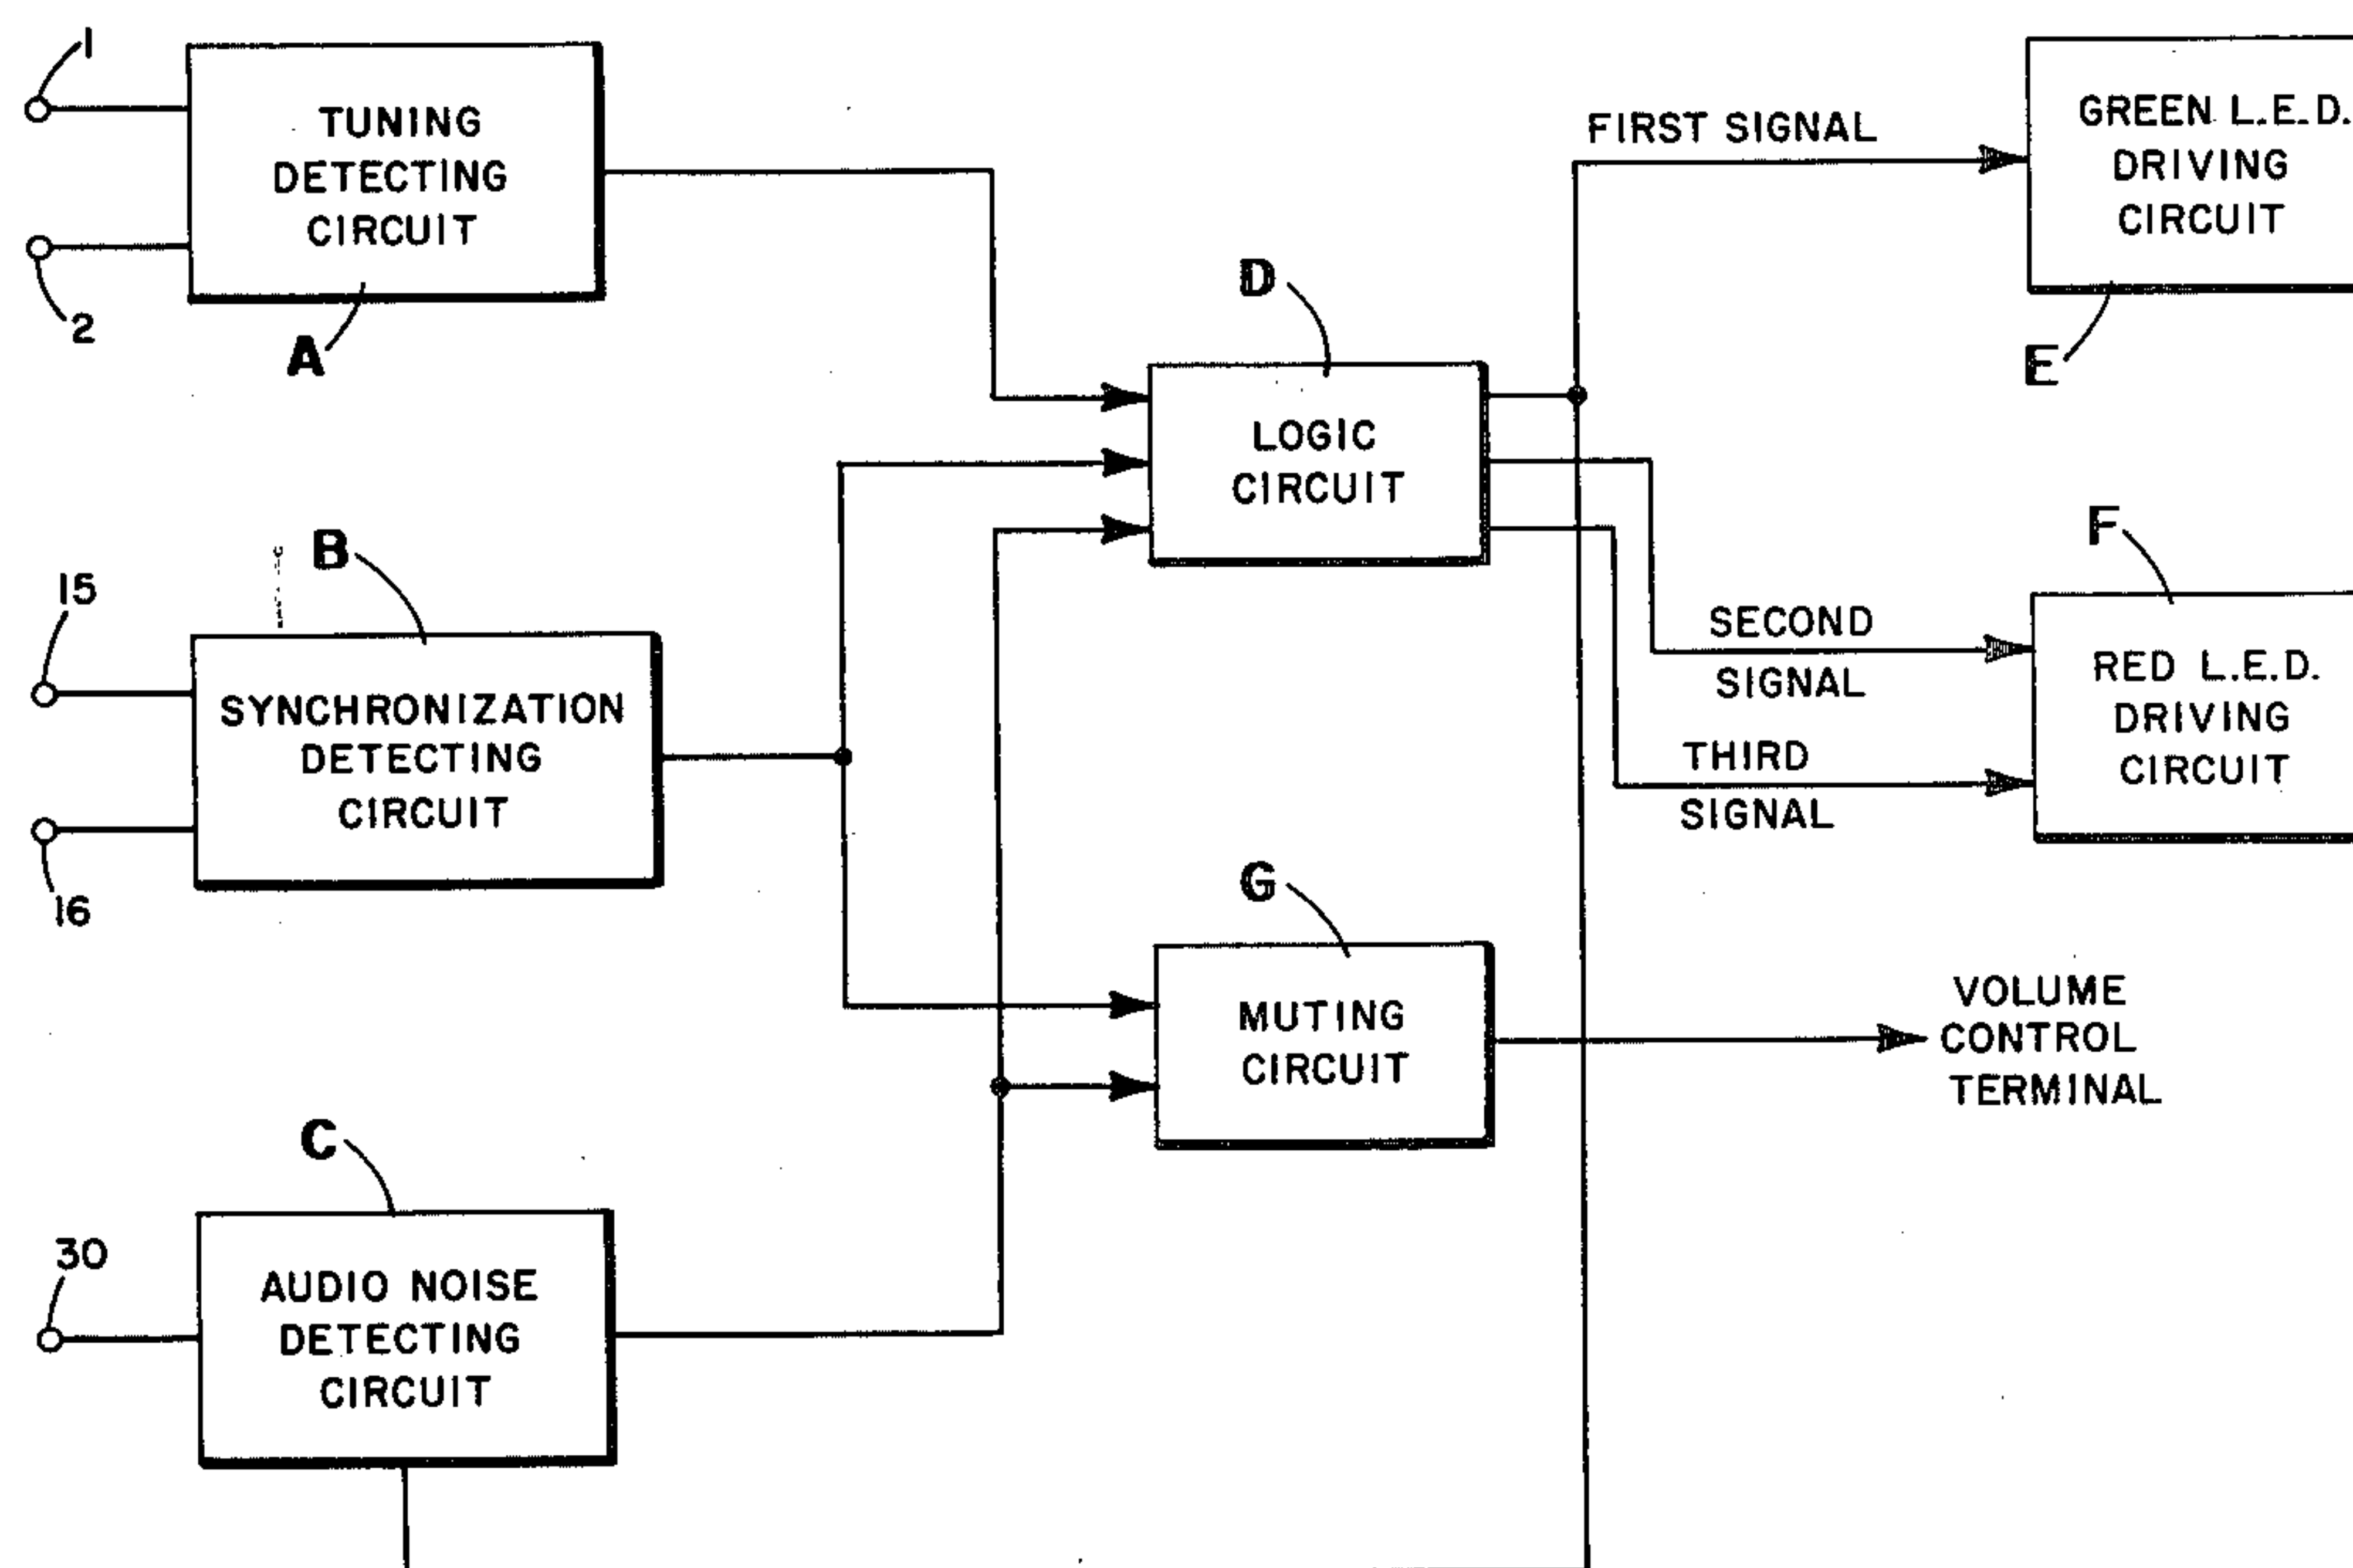 1
TUNING
DETECTING
CIRCUIT
2
A
FIRST SIGNAL
GREEN L.E.D.
DRIVING
CIRCUIT
E
D
LOGIC
CIRCUIT
15
B
SYNCHRONIZATION
DETECTING
CIRCUIT
16
SECOND
SIGNAL
THIRD
SIGNAL
F
RED L.E.D.
DRIVING
CIRCUIT
G
MUTING
CIRCUIT
VOLUME
CONTROL
TERMINAL
C
30
AUDIO NOISE
DETECTING
CIRCUIT